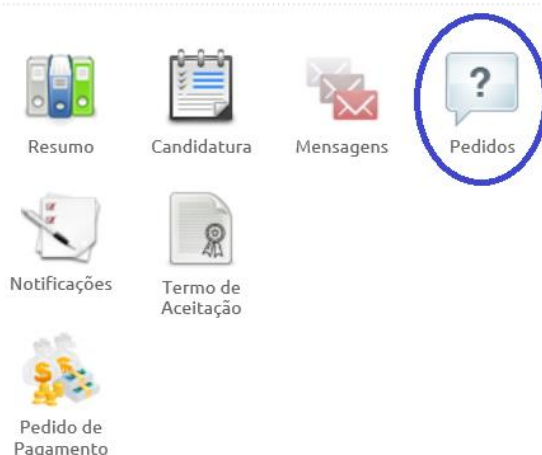 Resumo
Candidatura
Mensagens
?
Pedidos
Notificações
Termo de
Aceitação
Pedido de
Pagamento